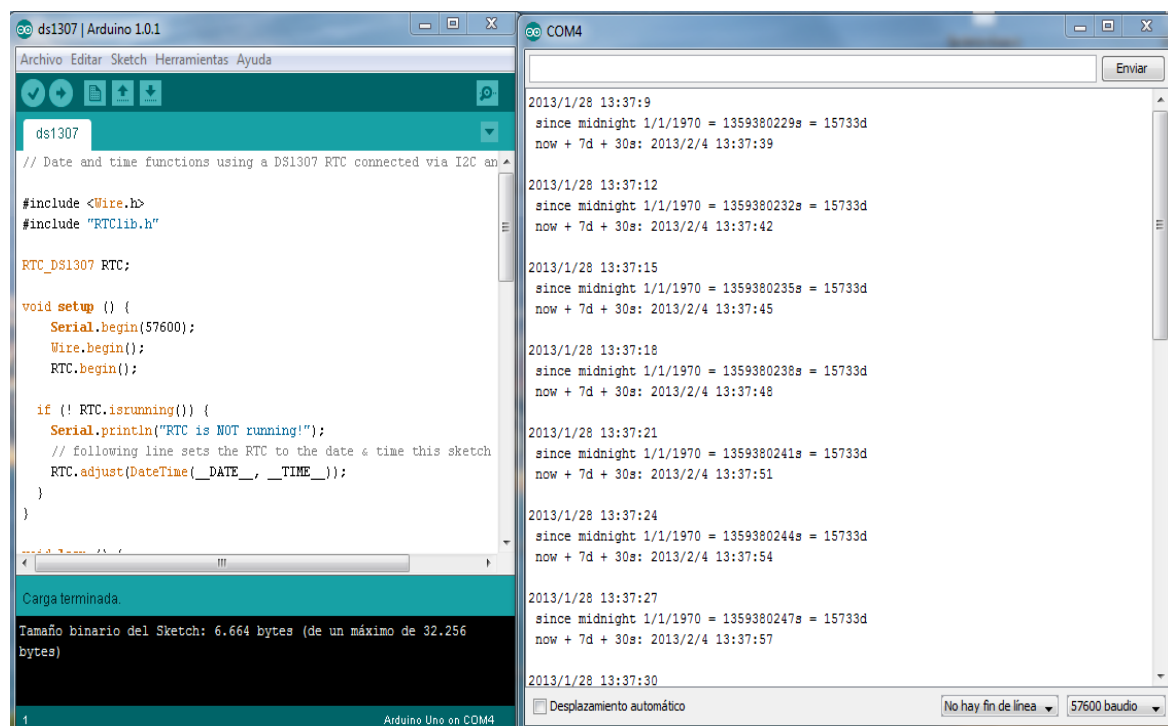 ds1307 | Arduino 1.0.1
Archivo Editar Sketch Herramientas Ayuda
ds1307
// Date and time functions using a DS1307 RTC connected via I2C an
#include <Wire.h>
#include "RTClib.h"
RTC_DS1307 RTC;
void setup () {
Serial.begin(57600);
Wire.begin();
RTC.begin();
if (! RTC.isrunning()) {
Serial.println("RTC is NOT running!");
// following line sets the RTC to the date & time this sketch
RTC.adjust(DateTime(__DATE__, __TIME__));
}
}
Carga terminada.
Tamaño binario del Sketch: 6.664 bytes (de un máximo de 32.256
bytes)
1
Arduino Uno on COM4
COM4
Enviar
2013/1/28 13:37:9
since midnight 1/1/1970 = 1359380229s = 15733d
now + 7d + 30s: 2013/2/4 13:37:39
2013/1/28 13:37:12
since midnight 1/1/1970 = 1359380232s = 15733d
now + 7d + 30s: 2013/2/4 13:37:42
2013/1/28 13:37:15
since midnight 1/1/1970 = 1359380235s = 15733d
now + 7d + 30s: 2013/2/4 13:37:45
2013/1/28 13:37:18
since midnight 1/1/1970 = 1359380238s = 15733d
now + 7d + 30s: 2013/2/4 13:37:48
2013/1/28 13:37:21
since midnight 1/1/1970 = 1359380241s = 15733d
now + 7d + 30s: 2013/2/4 13:37:51
2013/1/28 13:37:24
since midnight 1/1/1970 = 1359380244s = 15733d
now + 7d + 30s: 2013/2/4 13:37:54
2013/1/28 13:37:27
since midnight 1/1/1970 = 1359380247s = 15733d
now + 7d + 30s: 2013/2/4 13:37:57
2013/1/28 13:37:30
Desplazamiento automático
No hay fin de línea
57600 baudio